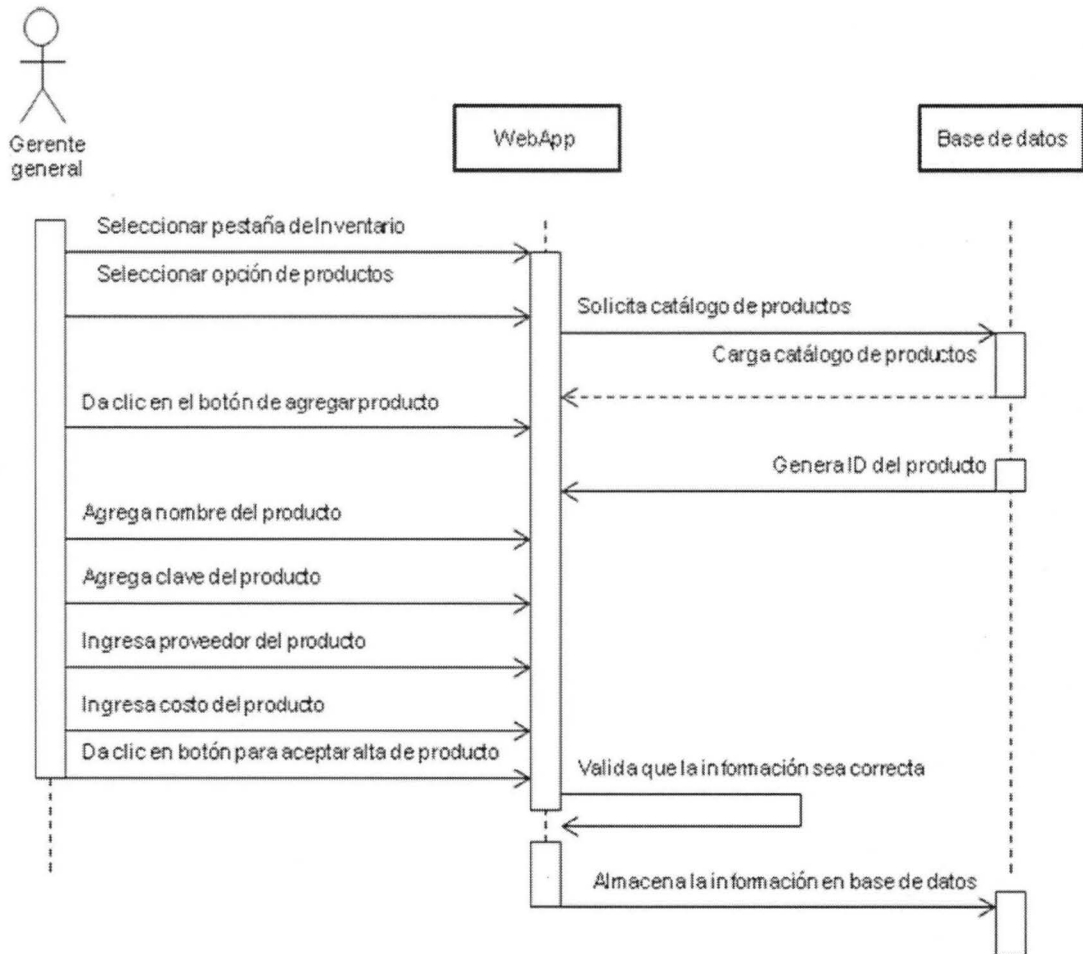 Gerente
general
WebApp
Base de datos
Seleccionar pestaña de Inventario
Seleccionar opción de productos
Solicita catálogo de productos
Carga catálogo de productos
Da clic en el botón de agregar producto
Genera ID del producto
Agrega nombre del producto
Agrega clave del producto
Ingresa proveedor del producto
Ingresa costo del producto
Da clic en botón para aceptar alta de producto
Valida que la información sea correcta
Almacena la información en base de datos